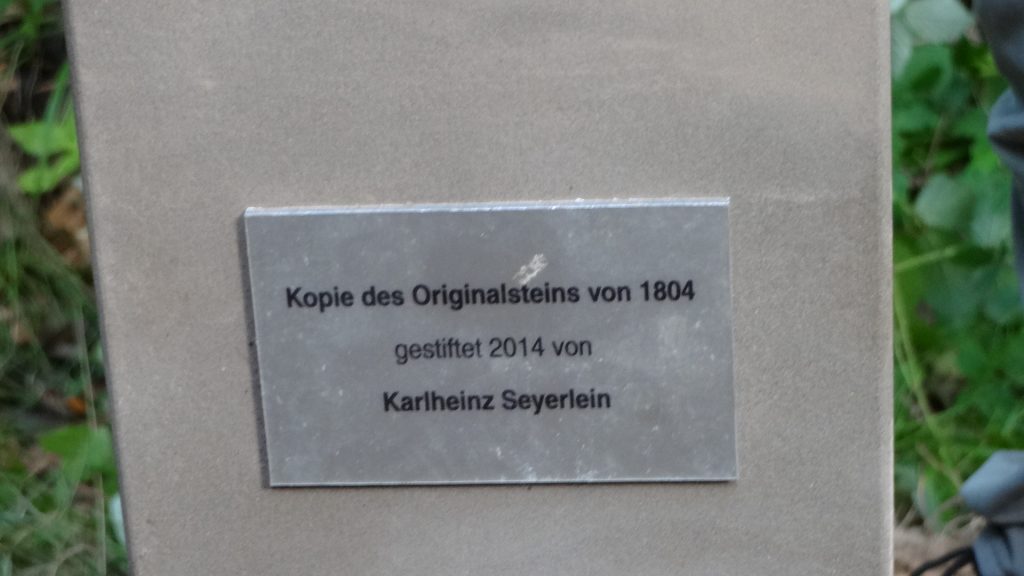 Kopie des Originalsteins von 1804
gestiftet 2014 von
Karlheinz Seyerlein